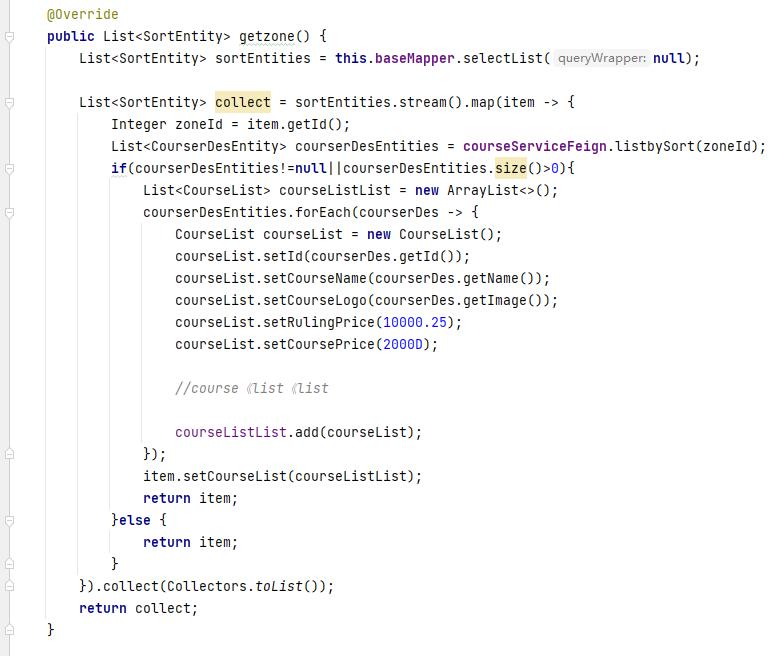 @Override
public List<SortEntity> getzone() {
List<SortEntity> sortEntities = this.baseMapper.selectList( queryWrapper: null);
List<SortEntity> collect = sortEntities.stream().map(item -> {
Integer zoneId = item.getId();
List<CourserDesEntity> courserDesEntities = courseServiceFeign.listbySort(zoneId);
if(courserDesEntities!=null||courserDesEntities.size()>0){
List<CourseList> courseListList = new ArrayList<>();
courserDesEntities.forEach(courserDes -> {
CourseList courseList = new CourseList();
courseList.setId(courserDes.getId());
courseList.setCourseName(courserDes.getName());
courseList.setCourseLogo(courserDes.getImage());
courseList.setRulingPrice(10000.25);
courseList.setCoursePrice(2000D);
//course《list《list
courseListList.add(courseList);
});
item.setCourseList(courseListList);
return item;
}else {
return item;
}
}).collect(Collectors.toList());
return collect;
}